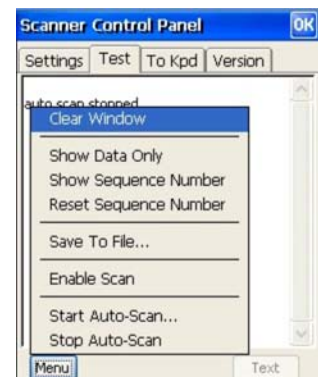 Scanner Control Panel OK
Settings Test To Kpd Version
auto scan stopped
Clear Window
Show Data Only
Show Sequence Number
Reset Sequence Number
Save To File...
Enable Scan
Start Auto-Scan...
Stop Auto-Scan
Menu Text